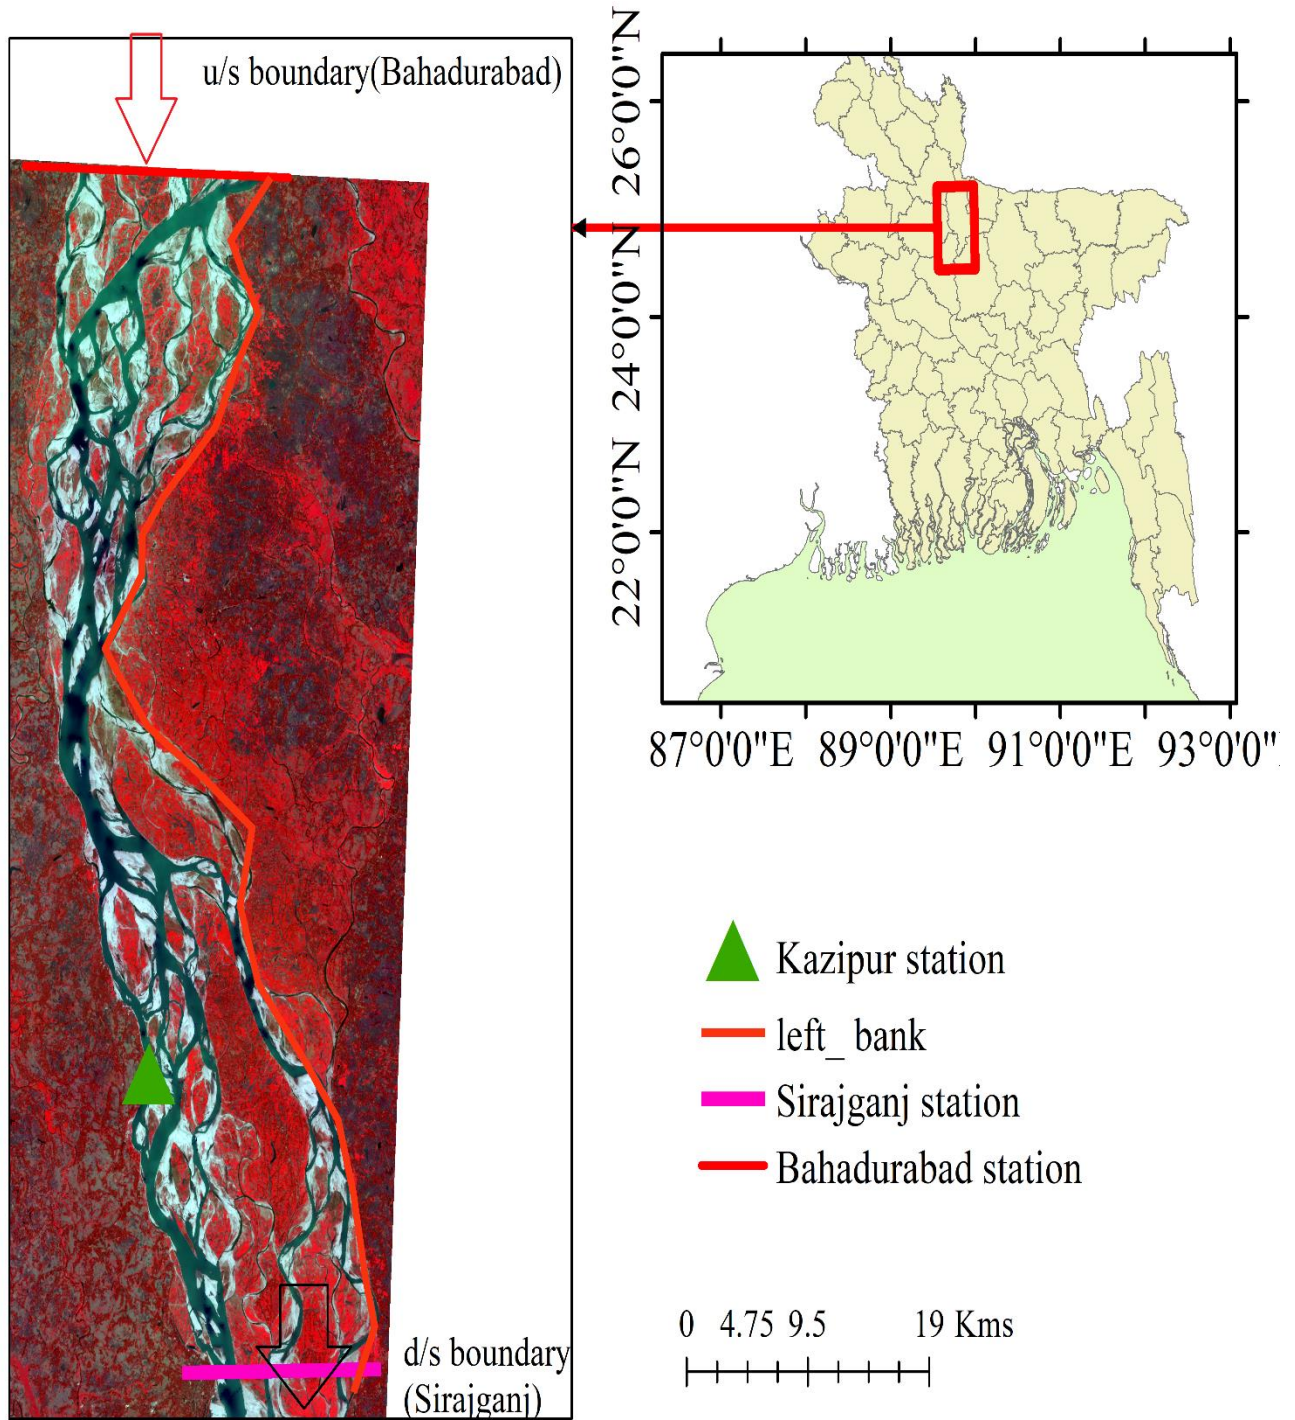 u/s boundary(Bahadurabad)
d/s boundary
(Sirajganj)
26°0'0"N
24°0'0"N
22°0'0"N
87°0'0"E 89°0'0"E 91°0'0"E 93°0'0"
Kazipur station
left_ bank
Sirajganj station
Bahadurabad station
0 4.75 9.5 19 Kms